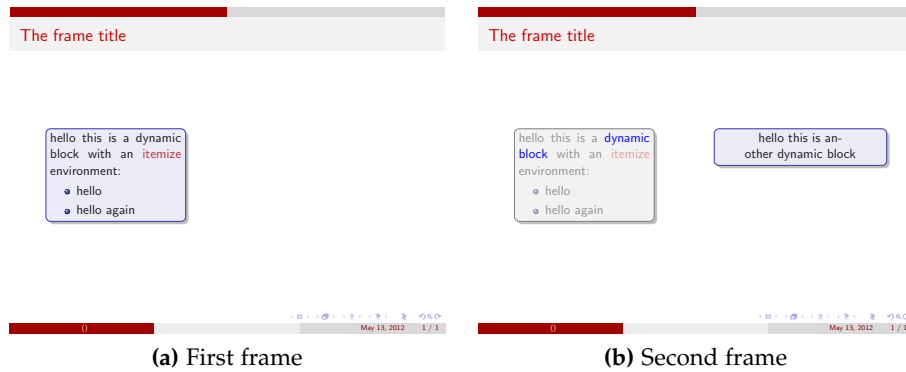 The frame title
hello this is a dynamic
block with an itemize
environment:
hello
hello again
()
May 13, 2012 1 / 1
(a) First frame
The frame title
hello this is a dynamic
block with an itemize
environment:
hello
hello again
hello this is an-
other dynamic block
()
May 13, 2012 1 / 1
(b) Second frame